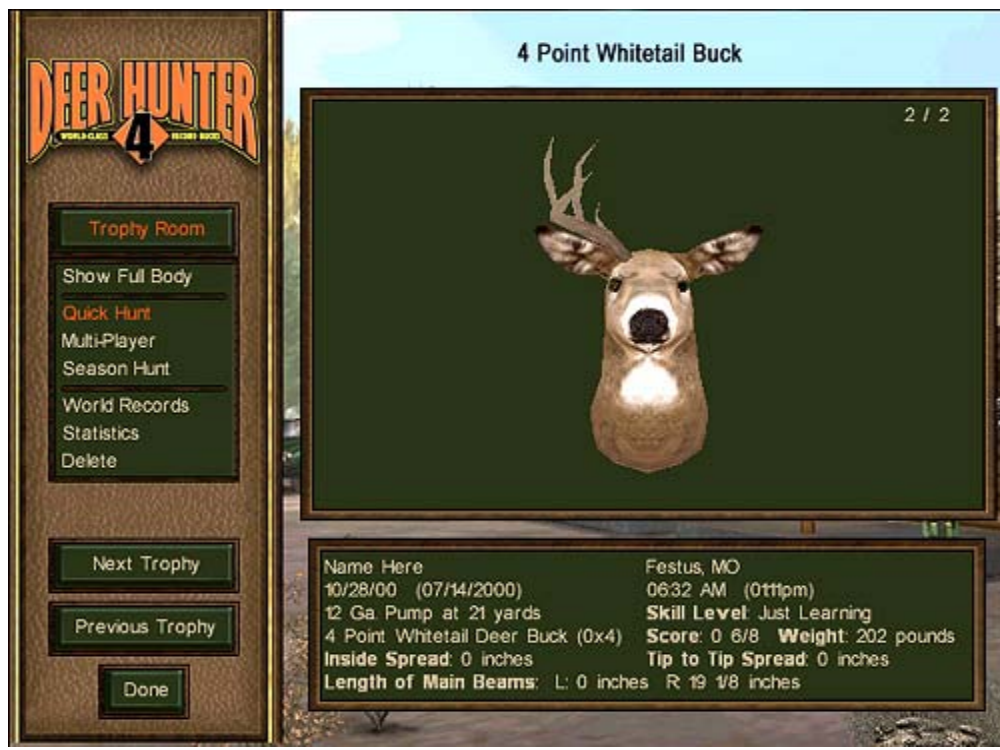 DEER HUNTER
WORLD-CLASS RECORD BUCKS
4
Trophy Room
Show Full Body
Quick Hunt
Multi-Player
Season Hunt
World Records
Statistics
Delete
Next Trophy
Previous Trophy
Done
4 Point Whitetail Buck
2 / 2
Name Here Festus, MO
10/28/00 (07/14/2000) 06:32 AM (01:11pm)
12 Ga. Pump at 21 yards Skill Level: Just Learning
4 Point Whitetail Deer Buck (0x4) Score: 0 6/8 Weight: 202 pounds
Inside Spread: 0 inches Tip to Tip Spread: 0 inches
Length of Main Beams: L: 0 inches R: 19 1/8 inches